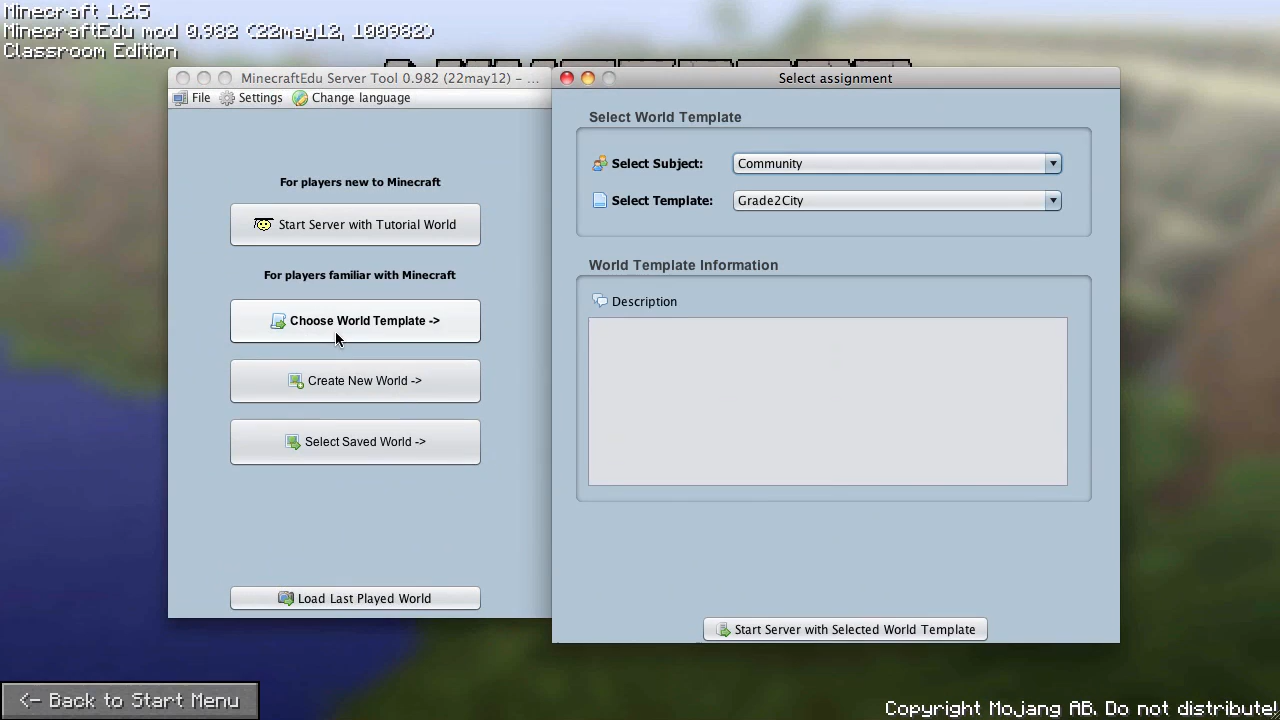 Minecraft 1.2.5
MinecraftEdu mod 0.982 (22may12, 100982)
Classroom Edition
MinecraftEdu Server Tool 0.982 (22may12) – ...
File Settings Change language
For players new to Minecraft
Start Server with Tutorial World
For players familiar with Minecraft
Choose World Template ->
Create New World ->
Select Saved World ->
Load Last Played World
Select assignment
Select World Template
Select Subject: Community
Select Template: Grade2City
World Template Information
Description
Start Server with Selected World Template
<- Back to Start Menu
Copyright Mojang AB. Do not distribute!